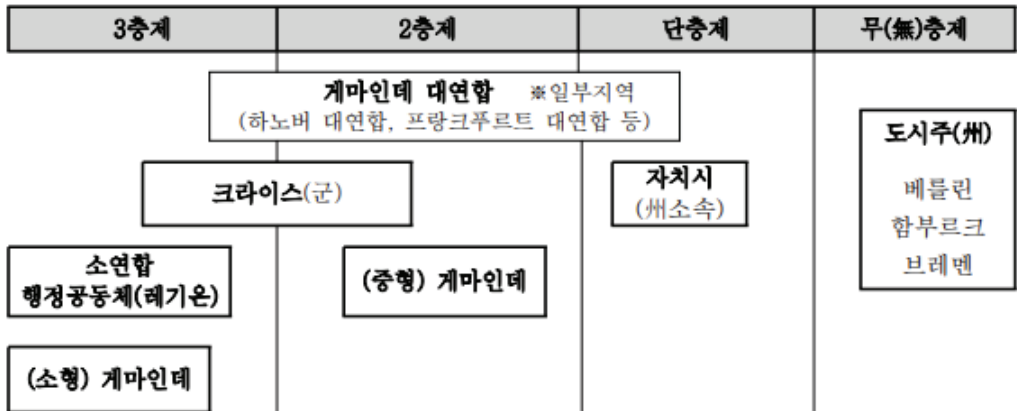 3층제 2층제 단층제 무(無)층제
게마인데 대연합 ※일부지역
(하노버 대연합, 프랑크푸르트 대연합 등)
도시주(州)
베를린
함부르크
브레멘
크라이스(군)
자치시
(州소속)
소연합
행정공동체(레기온)
(중형) 게마인데
(소형) 게마인데